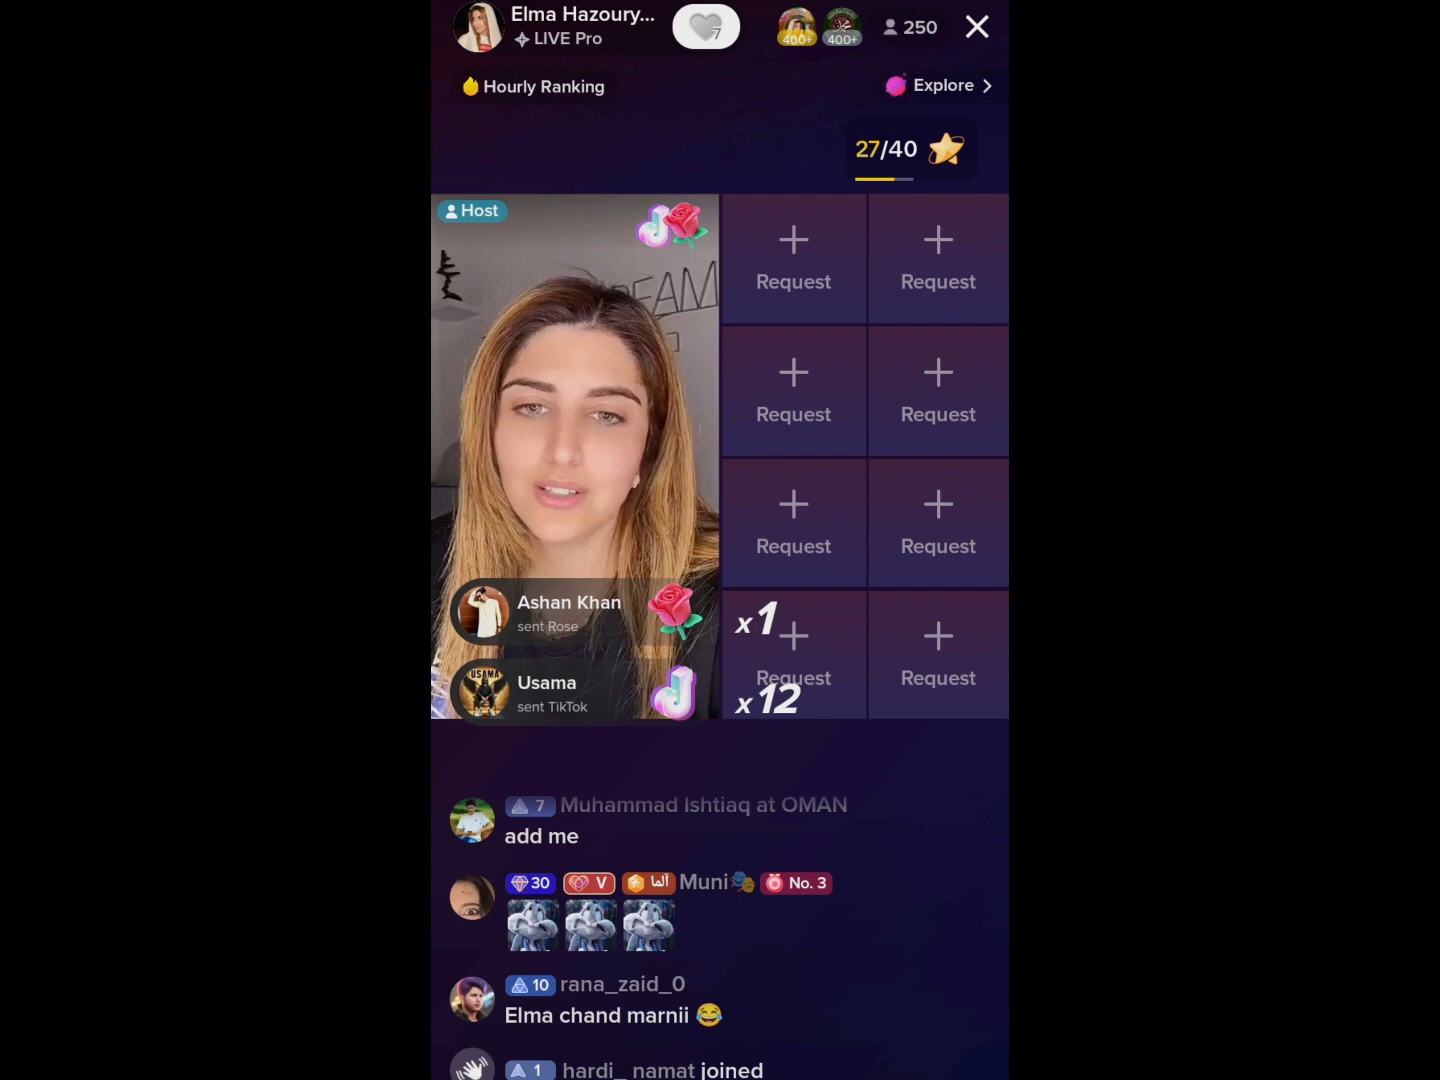 Elma Hazoury...
LIVE Pro
7
400+
400+
250
Hourly Ranking
Explore
27/40
Host
Request
Request
Request
Request
Request
Request
Request
Request
Ashan Khan
sent Rose
x1
USAMA
Usama
sent TikTok
x12
7 Muhammad Ishtiaq at OMAN
add me
30 V آلما Muni🎭 No. 3
10 rana_zaid_0
Elma chand marnii 😂
1 hardi_ namat joined